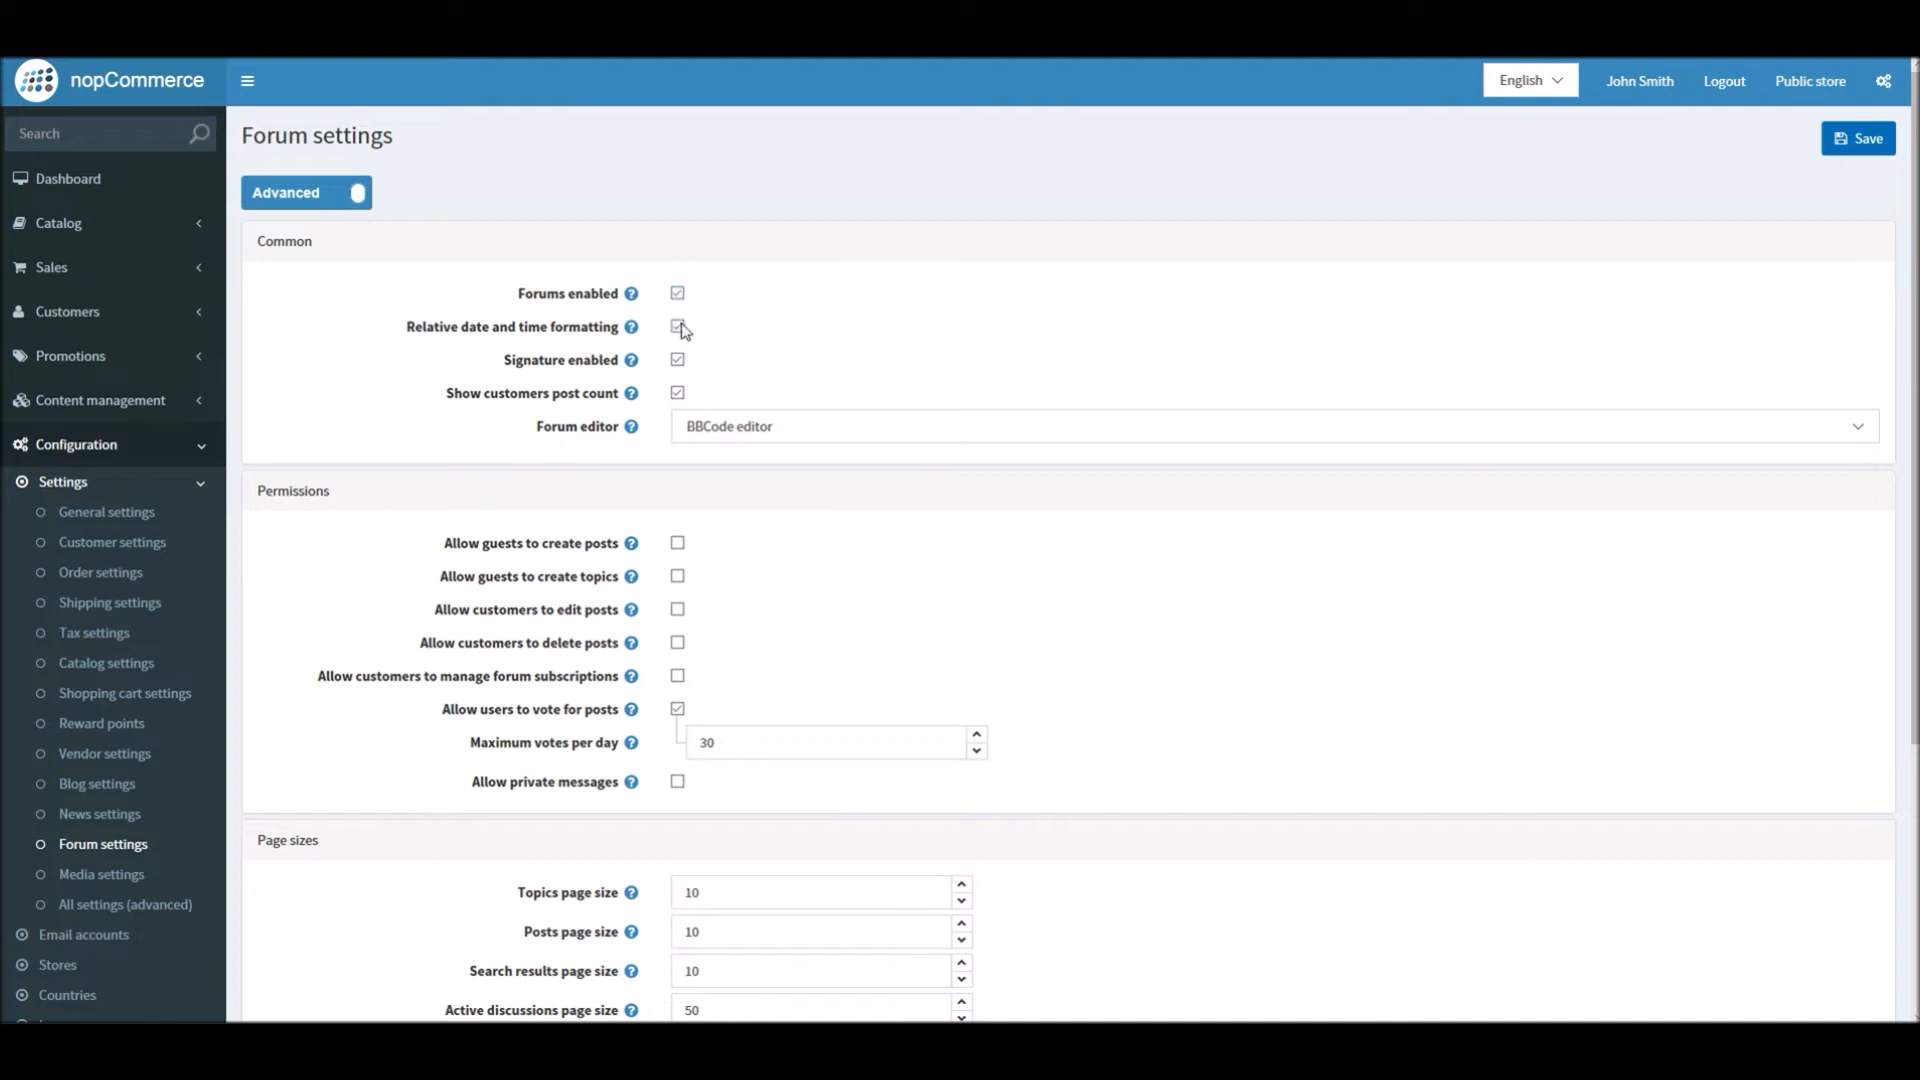 nopCommerce
English
John Smith
Logout
Public store
Search
Dashboard
Catalog
Sales
Customers
Promotions
Content management
Configuration
Settings
General settings
Customer settings
Order settings
Shipping settings
Tax settings
Catalog settings
Shopping cart settings
Reward points
Vendor settings
Blog settings
News settings
Forum settings
Media settings
All settings (advanced)
Email accounts
Stores
Countries
Forum settings
Save
Advanced
Common
Forums enabled ?
Relative date and time formatting ?
Signature enabled ?
Show customers post count ?
Forum editor ? BBCode editor
Permissions
Allow guests to create posts ?
Allow guests to create topics ?
Allow customers to edit posts ?
Allow customers to delete posts ?
Allow customers to manage forum subscriptions ?
Allow users to vote for posts ?
Maximum votes per day ? 30
Allow private messages ?
Page sizes
Topics page size ? 10
Posts page size ? 10
Search results page size ? 10
Active discussions page size ? 50